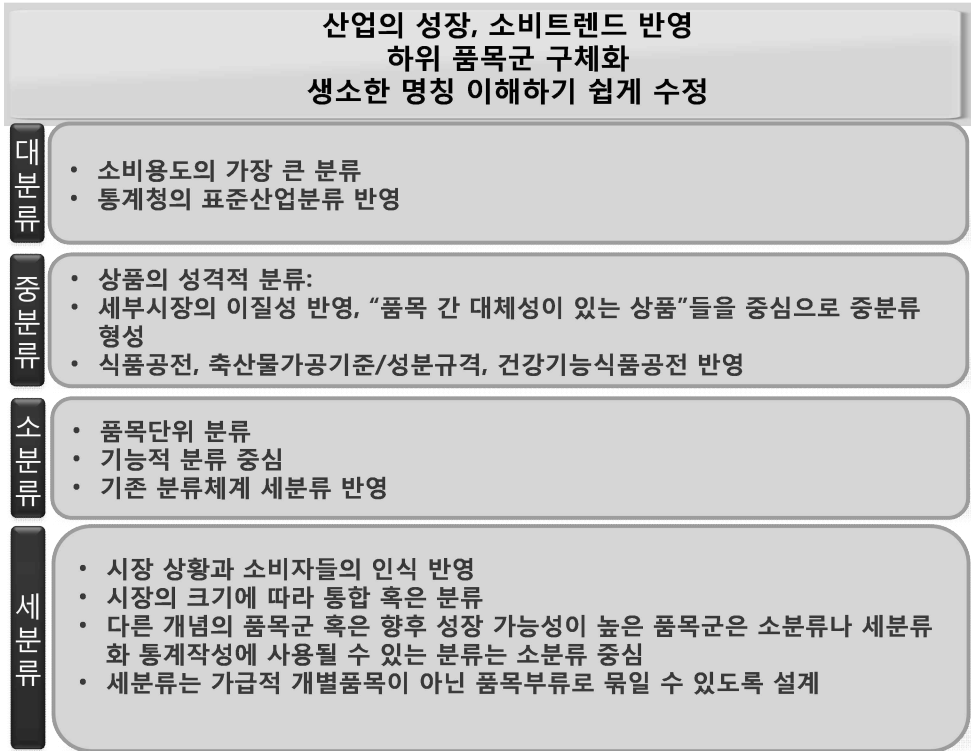 산업의 성장, 소비트렌드 반영
하위 품목군 구체화
생소한 명칭 이해하기 쉽게 수정
대분류
• 소비용도의 가장 큰 분류
• 통계청의 표준산업분류 반영
중분류
• 상품의 성격적 분류:
• 세부시장의 이질성 반영, “품목 간 대체성이 있는 상품”들을 중심으로 중분류
형성
• 식품공전, 축산물가공기준/성분규격, 건강기능식품공전 반영
소분류
• 품목단위 분류
• 기능적 분류 중심
• 기존 분류체계 세분류 반영
세분류
• 시장 상황과 소비자들의 인식 반영
• 시장의 크기에 따라 통합 혹은 분류
• 다른 개념의 품목군 혹은 향후 성장 가능성이 높은 품목군은 소분류나 세분류
화 통계작성에 사용될 수 있는 분류는 소분류 중심
• 세분류는 가급적 개별품목이 아닌 품목부류로 묶일 수 있도록 설계